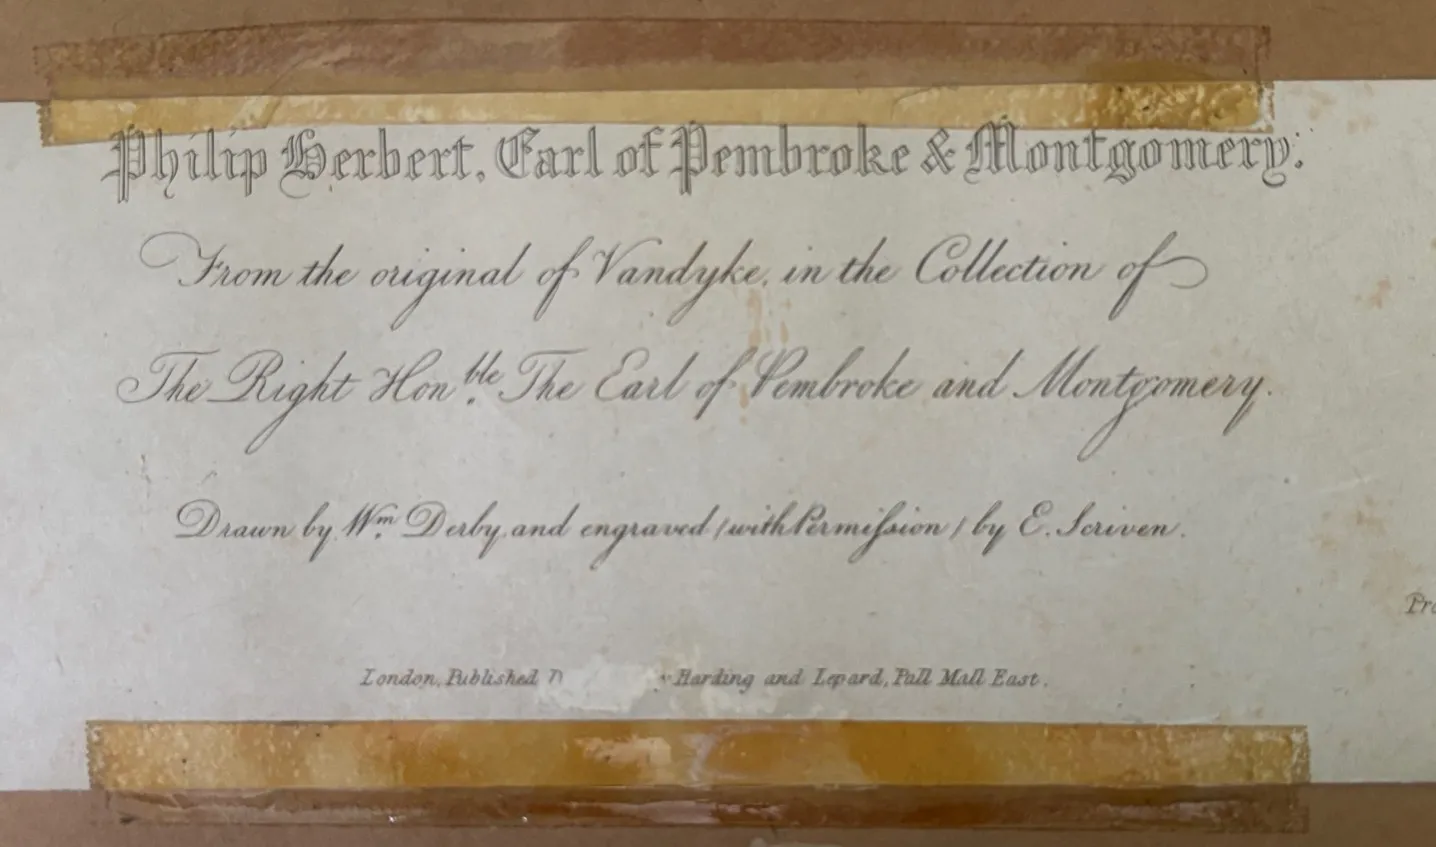 Philip Herbert, Earl of Pembroke & Montgomery.
From the original of Vandyke, in the Collection of
The Right Hon.ble The Earl of Pembroke and Montgomery.
Drawn by Wm. Derby, and engraved (with Permiſsion) by E. Scriven.
London, Published Harding and Lepard, Pall Mall East.